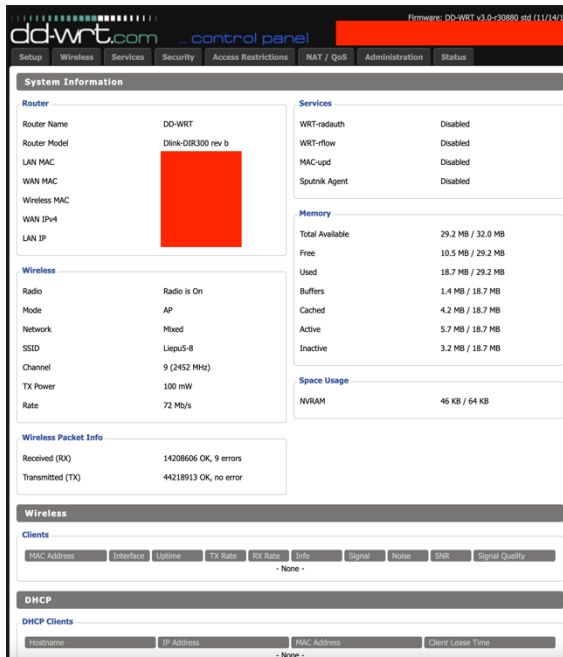 Firmware: DD-WRT v3.0-r30880 std (11/14/1
dd-wrt.com ... control panel
Setup Wireless Services Security Access Restrictions NAT / QoS Administration Status
System Information
Router
Router Name DD-WRT
Router Model Dlink-DIR300 rev b
LAN MAC
WAN MAC
Wireless MAC
WAN IPv4
LAN IP
Wireless
Radio Radio is On
Mode AP
Network Mixed
SSID Liepu5-8
Channel 9 (2452 MHz)
TX Power 100 mW
Rate 72 Mb/s
Wireless Packet Info
Received (RX) 14208606 OK, 9 errors
Transmitted (TX) 44218913 OK, no error
Services
WRT-radauth Disabled
WRT-rflow Disabled
MAC-upd Disabled
Sputnik Agent Disabled
Memory
Total Available 29.2 MB / 32.0 MB
Free 10.5 MB / 29.2 MB
Used 18.7 MB / 29.2 MB
Buffers 1.4 MB / 18.7 MB
Cached 4.2 MB / 18.7 MB
Active 5.7 MB / 18.7 MB
Inactive 3.2 MB / 18.7 MB
Space Usage
NVRAM 46 KB / 64 KB
Wireless
Clients
MAC Address Interface Uptime TX Rate RX Rate Info Signal Noise SNR Signal Quality
- None -
DHCP
DHCP Clients
Hostname IP Address MAC Address Client Lease Time
- None -